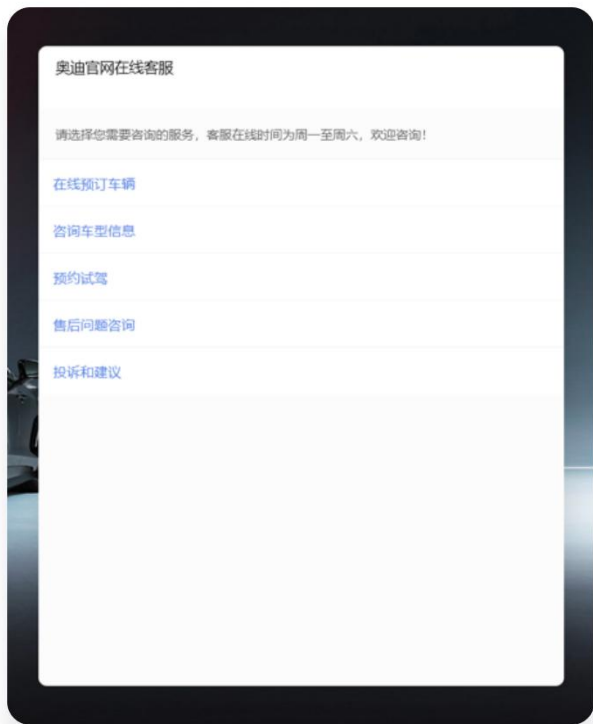 奥迪官网在线客服
请选择您需要咨询的服务，客服在线时间为周一至周六，欢迎咨询！
在线预订车辆
咨询车型信息
预约试驾
售后问题咨询
投诉和建议